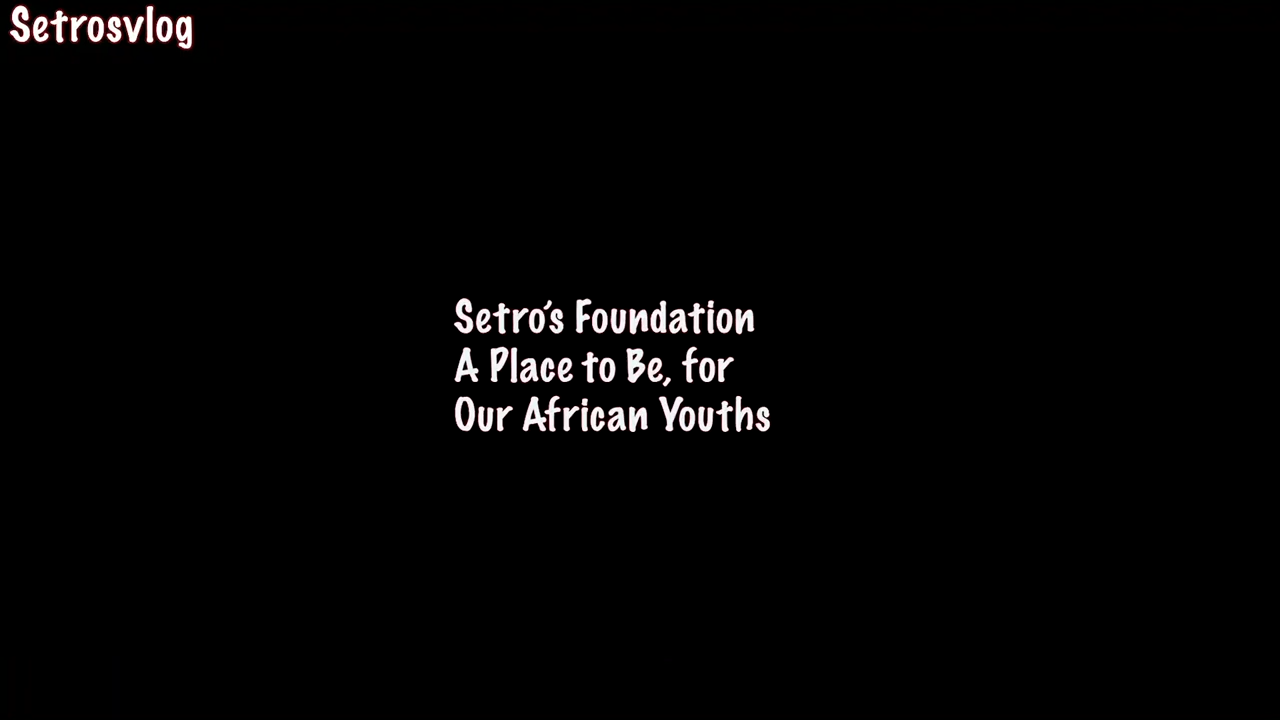 Setrosvlog
Setro's Foundation
A Place to Be, for
Our African Youths